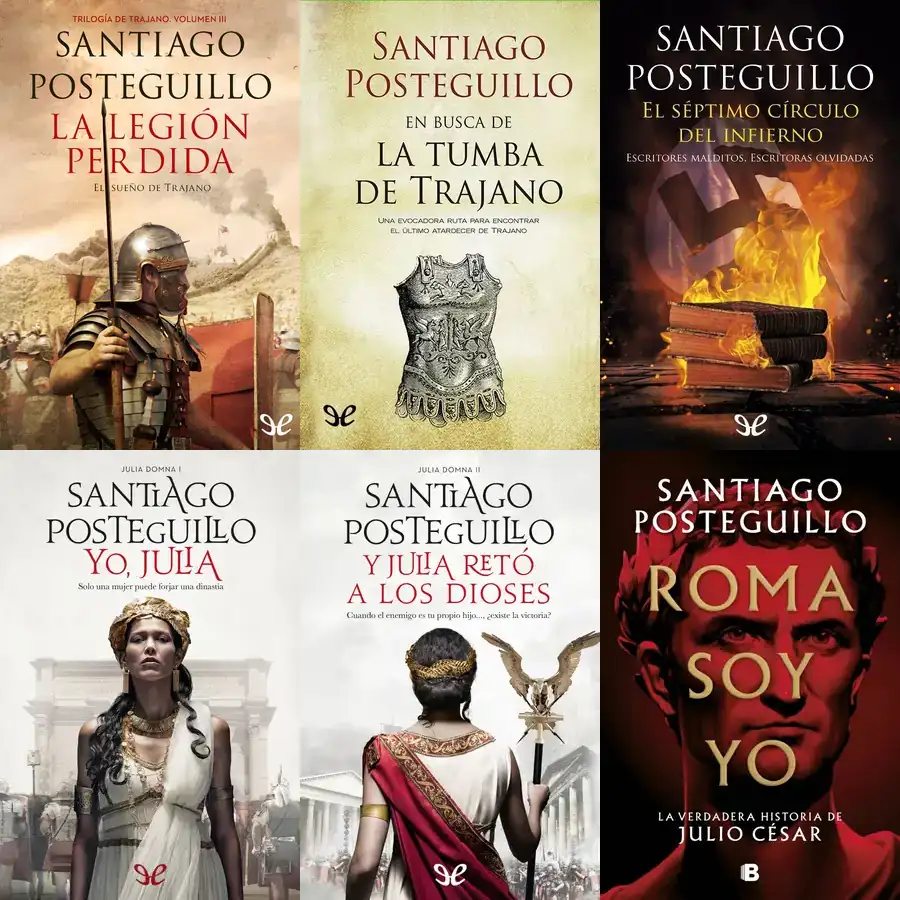 TRILOGÍA DE TRAJANO. VOLUMEN III
SANTIAGO
POSTEGUILLO
LA LEGIÓN
PERDIDA
EL SUEÑO DE TRAJANO
SANTIAGO
POSTEGUILLO
EN BUSCA DE
LA TUMBA
DE TRAJANO
UNA EVOCADORA RUTA PARA ENCONTRAR
EL ÚLTIMO ATARDECER DE TRAJANO
SANTIAGO
POSTEGUILLO
EL SÉPTIMO CÍRCULO
DEL INFIERNO
ESCRITORES MALDITOS. ESCRITORAS OLVIDADAS
JULIA DOMNA I
SANTIAGO
POSTEGUILLO
YO, JULIA
Solo una mujer puede forjar una dinastía
JULIA DOMNA II
SANTIAGO
POSTEGUILLO
Y JULIA RETÓ
A LOS DIOSES
Cuando el enemigo es tu propio hijo..., ¿existe la victoria?
SANTIAGO
POSTEGUILLO
ROMA
SOY
YO
LA VERDADERA HISTORIA DE
JULIO CÉSAR
B